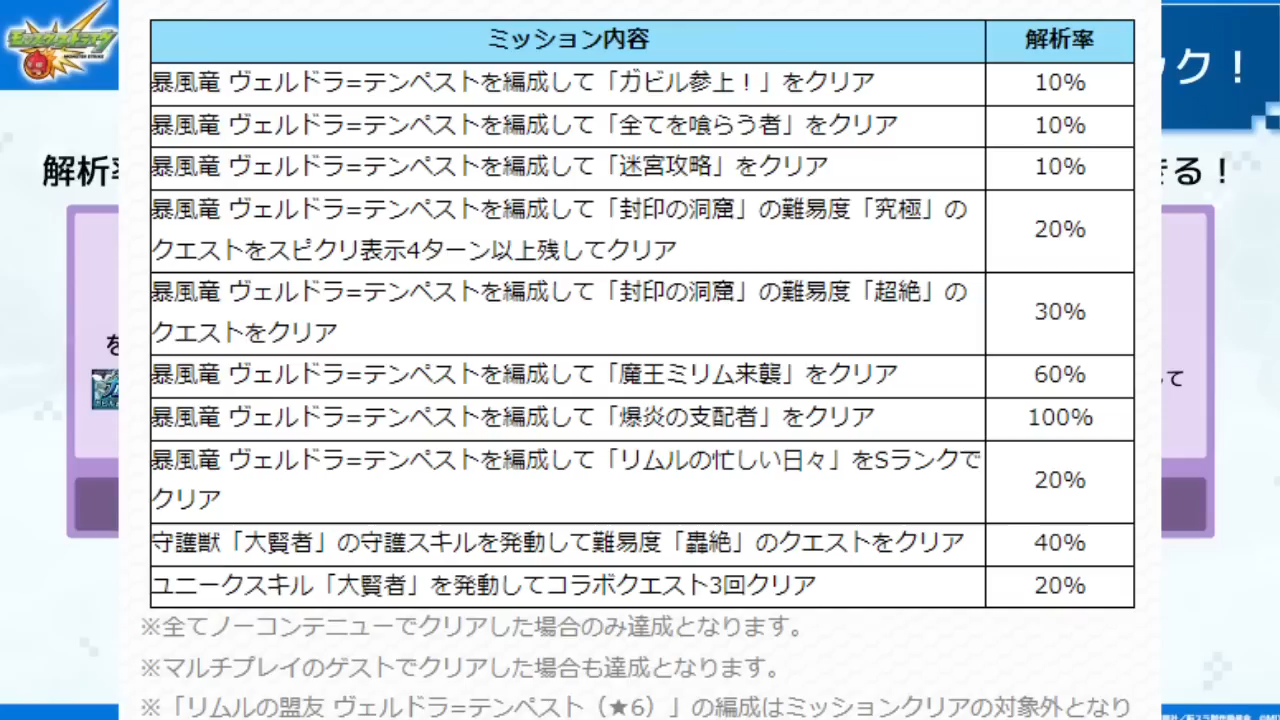 モンスターストライク
MONSTER STRIKE
ック！
解析
きる！
を
って
ミッション内容 解析率
暴風竜 ヴェルドラ=テンペストを編成して「ガビル参上！」をクリア 10%
暴風竜 ヴェルドラ=テンペストを編成して「全てを喰らう者」をクリア 10%
暴風竜 ヴェルドラ=テンペストを編成して「迷宮攻略」をクリア 10%
暴風竜 ヴェルドラ=テンペストを編成して「封印の洞窟」の難易度「究極」の
クエストをスピクリ表示4ターン以上残してクリア 20%
暴風竜 ヴェルドラ=テンペストを編成して「封印の洞窟」の難易度「超絶」の
クエストをクリア 30%
暴風竜 ヴェルドラ=テンペストを編成して「魔王ミリム来襲」をクリア 60%
暴風竜 ヴェルドラ=テンペストを編成して「爆炎の支配者」をクリア 100%
暴風竜 ヴェルドラ=テンペストを編成して「リムルの忙しい日々」をSランクで
クリア 20%
守護獣「大賢者」の守護スキルを発動して難易度「轟絶」のクエストをクリア 40%
ユニークスキル「大賢者」を発動してコラボクエスト3回クリア 20%
※全てノーコンテニューでクリアした場合のみ達成となります。
※マルチプレイのゲストでクリアした場合も達成となります。
※「リムルの盟友 ヴェルドラ=テンペスト（★6）」の編成はミッションクリアの対象外となり